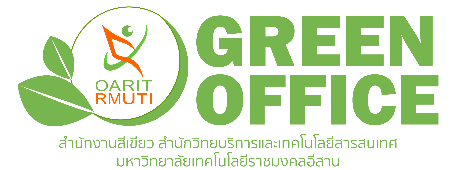 OARIT
RMUTI
GREEN
OFFICE
สำนักงานสีเขียว สำนักวิทยบริการและเทคโนโลยีสารสนเทศ
มหาวิทยาลัยเทคโนโลยีราชมงคลอีสาน